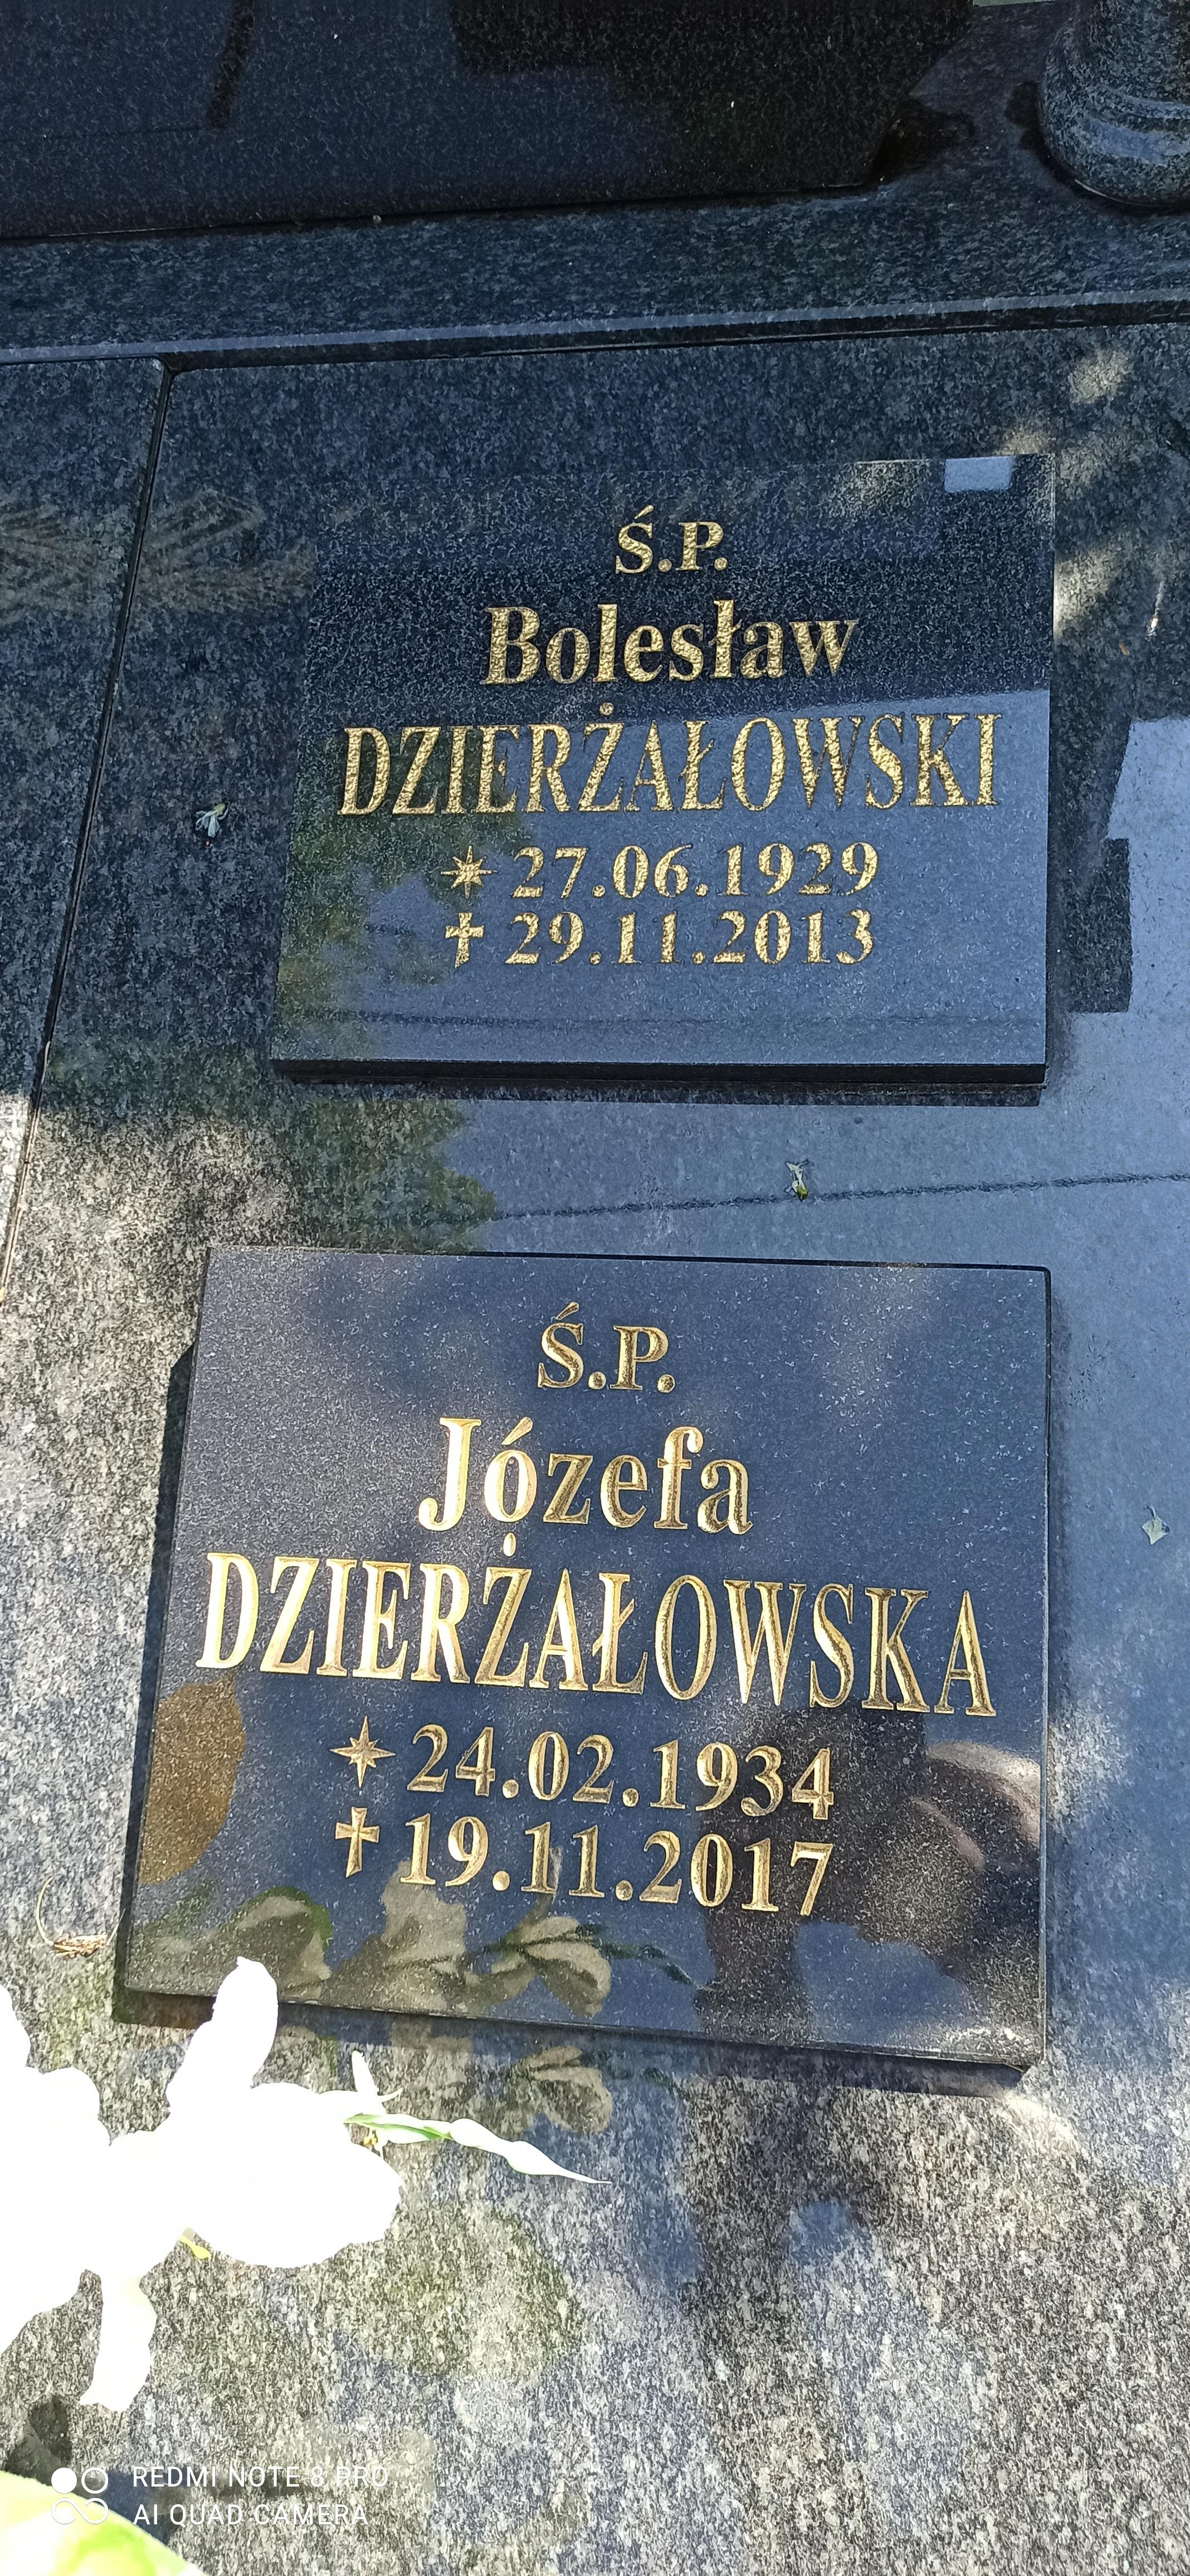 Ś.P.
Bolesław
DZIERŻAŁOWSKI
* 27.06.1929
✝ 29.11.2013
Ś.P.
Józefa
DZIERŻAŁOWSKA
* 24.02.1934
✝ 19.11.2017
REDMI NOTE 8 PRO
AI QUAD CAMERA